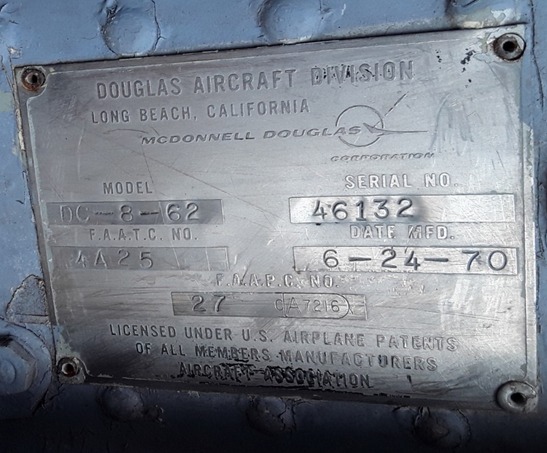 DOUGLAS AIRCRAFT DIVISION
LONG BEACH, CALIFORNIA
MCDONNELL DOUGLAS
CORPORATION
MODEL SERIAL NO.
DC-8-62 46132
F.A.A.T.C. NO. DATE MFD.
4A25 6-24-70
F.A.A.P.C. NO.
27 CA7216
LICENSED UNDER U.S. AIRPLANE PATENTS
OF ALL MEMBERS MANUFACTURERS
AIRCRAFT ASSOCIATION